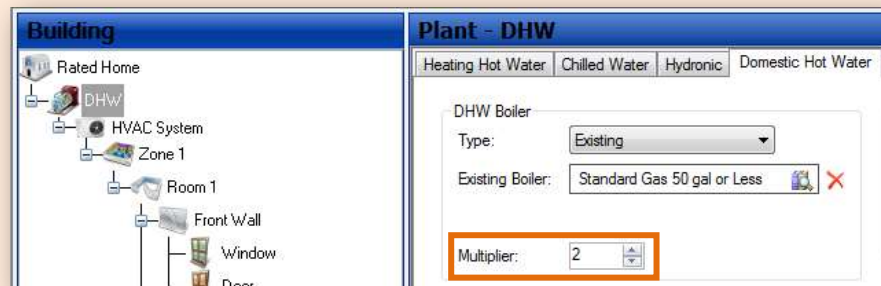 Building
Rated Home
DHW
HVAC System
Zone 1
Room 1
Front Wall
Window
Door
Plant - DHW
Heating Hot Water Chilled Water Hydronic Domestic Hot Water
DHW Boiler
Type: Existing
Existing Boiler: Standard Gas 50 gal or Less
Multiplier: 2